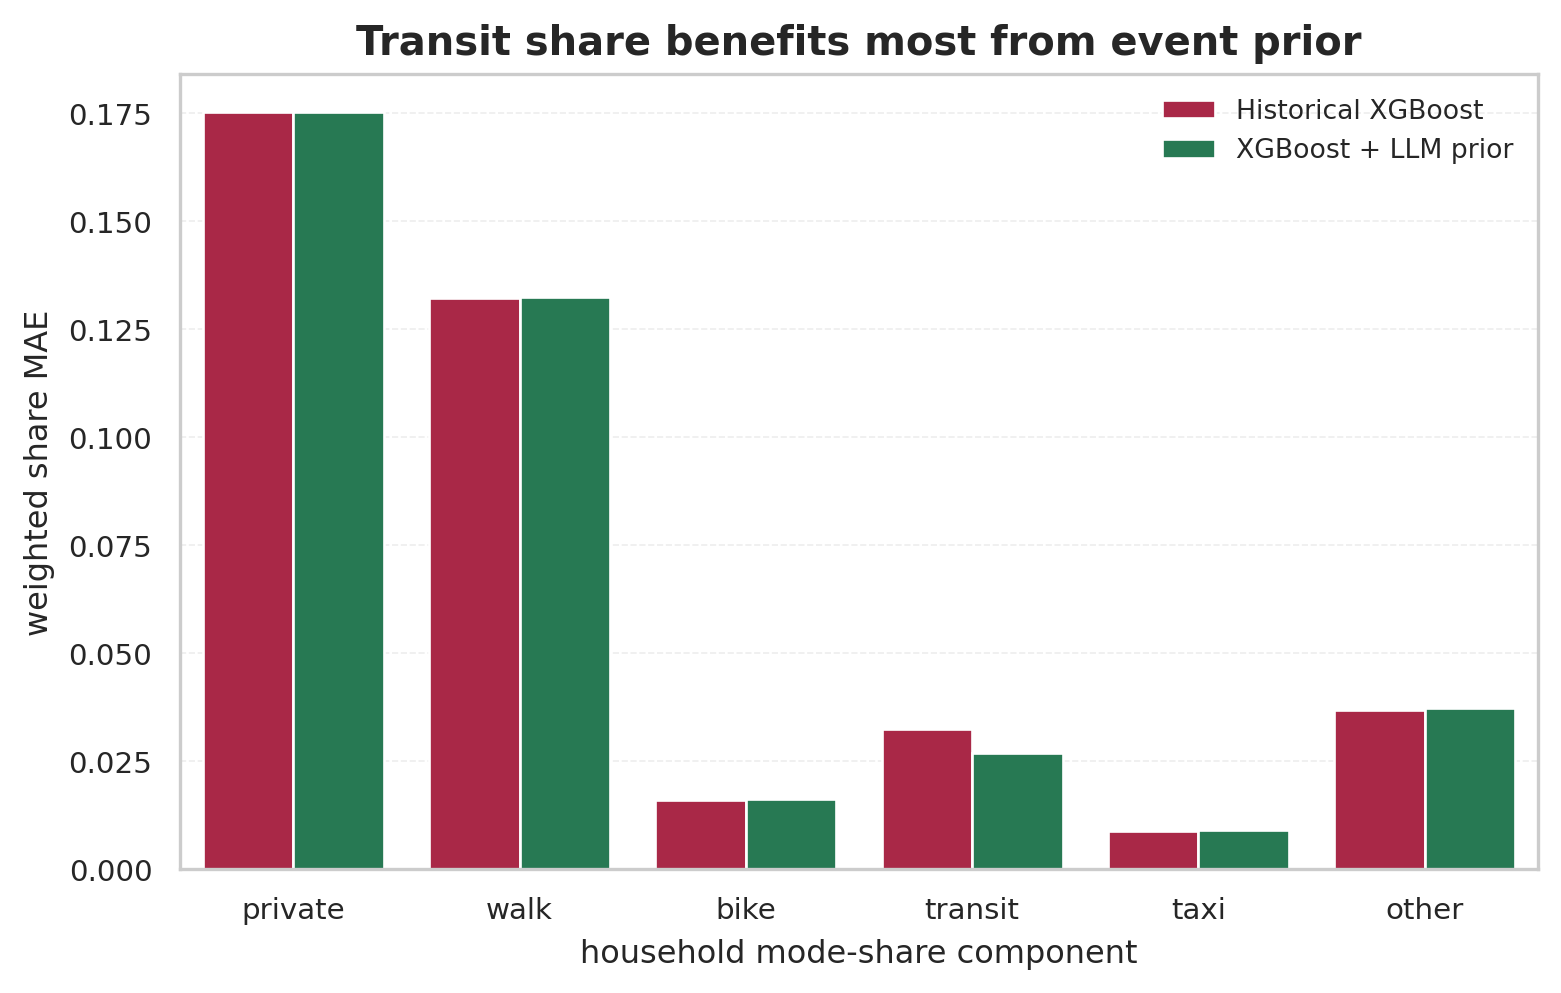 Transit share benefits most from event prior
Historical XGBoost
XGBoost + LLM prior
weighted share MAE
0.175
0.150
0.125
0.100
0.075
0.050
0.025
0.000
private walk bike transit taxi other
household mode-share component